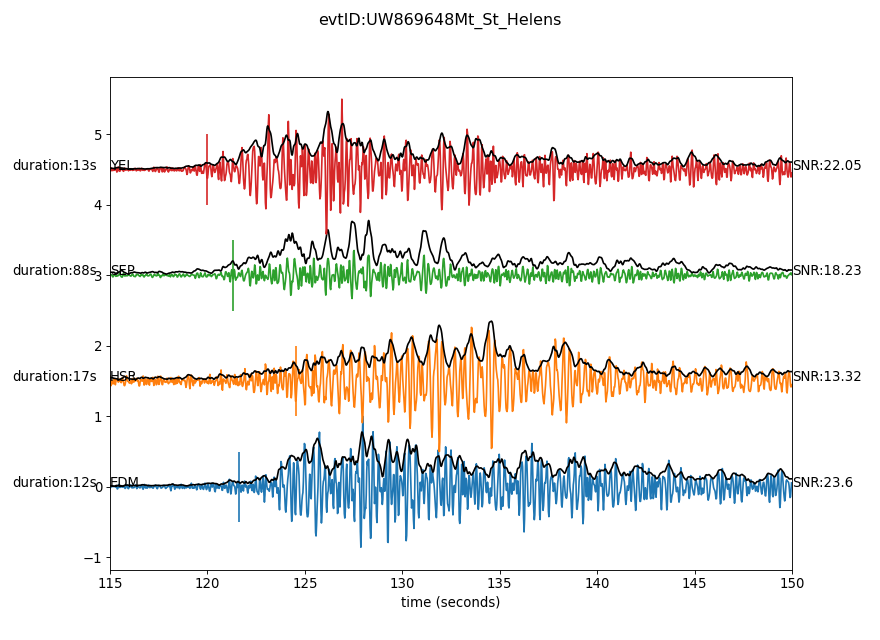 evtID:UW869648Mt_St_Helens
5
duration:13s YEL SNR:22.05
4
duration:88s SEP SNR:18.23
3
2
duration:17s HSR SNR:13.32
1
duration:12s EDM SNR:23.6
0
−1
115 120 125 130 135 140 145 150
time (seconds)